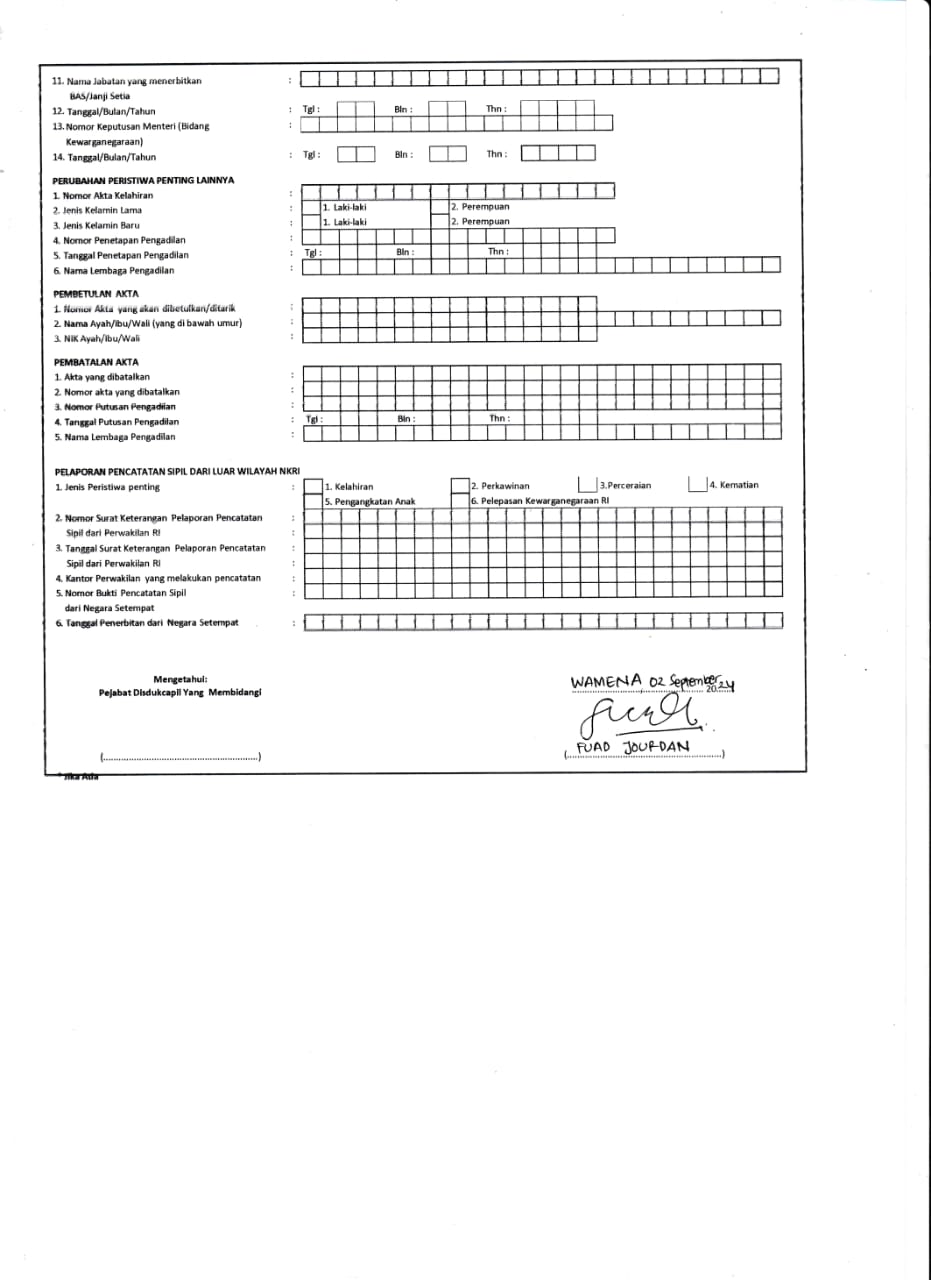 11. Nama Jabatan yang menerbitkan :
BAS/Janji Setia
12. Tanggal/Bulan/Tahun : Tgl : Bln : Thn :
13. Nomor Keputusan Menteri (Bidang :
Kewarganegaraan)
14. Tanggal/Bulan/Tahun : Tgl : Bln : Thn :
PERUBAHAN PERISTIWA PENTING LAINNYA
1. Nomor Akta Kelahiran :
2. Jenis Kelamin Lama : 1. Laki-laki 2. Perempuan
3. Jenis Kelamin Baru : 1. Laki-laki 2. Perempuan
4. Nomor Penetapan Pengadilan :
5. Tanggal Penetapan Pengadilan : Tgl : Bln : Thn :
6. Nama Lembaga Pengadilan :
PEMBETULAN AKTA
1. Nomor Akta yang akan dibetulkan/ditarik :
2. Nama Ayah/Ibu/Wali (yang di bawah umur) :
3. NIK Ayah/Ibu/Wali :
PEMBATALAN AKTA
1. Akta yang dibatalkan :
2. Nomor akta yang dibatalkan :
3. Nomor Putusan Pengadilan :
4. Tanggal Putusan Pengadilan : Tgl : Bln : Thn :
5. Nama Lembaga Pengadilan :
PELAPORAN PENCATATAN SIPIL DARI LUAR WILAYAH NKRI
1. Jenis Peristiwa penting : 1. Kelahiran 2. Perkawinan 3.Perceraian 4. Kematian
5. Pengangkatan Anak 6. Pelepasan Kewarganegaraan RI
2. Nomor Surat Keterangan Pelaporan Pencatatan :
Sipil dari Perwakilan RI :
3. Tanggal Surat Keterangan Pelaporan Pencatatan :
Sipil dari Perwakilan RI :
4. Kantor Perwakilan yang melakukan pencatatan :
5. Nomor Bukti Pencatatan Sipil :
dari Negara Setempat
6. Tanggal Penerbitan dari Negara Setempat :
Mengetahui:
Pejabat Disdukcapil Yang Membidangi
WAMENA 02 September 2024
FUAD JOURDAN
(..........) (..........)
* Jika Ada